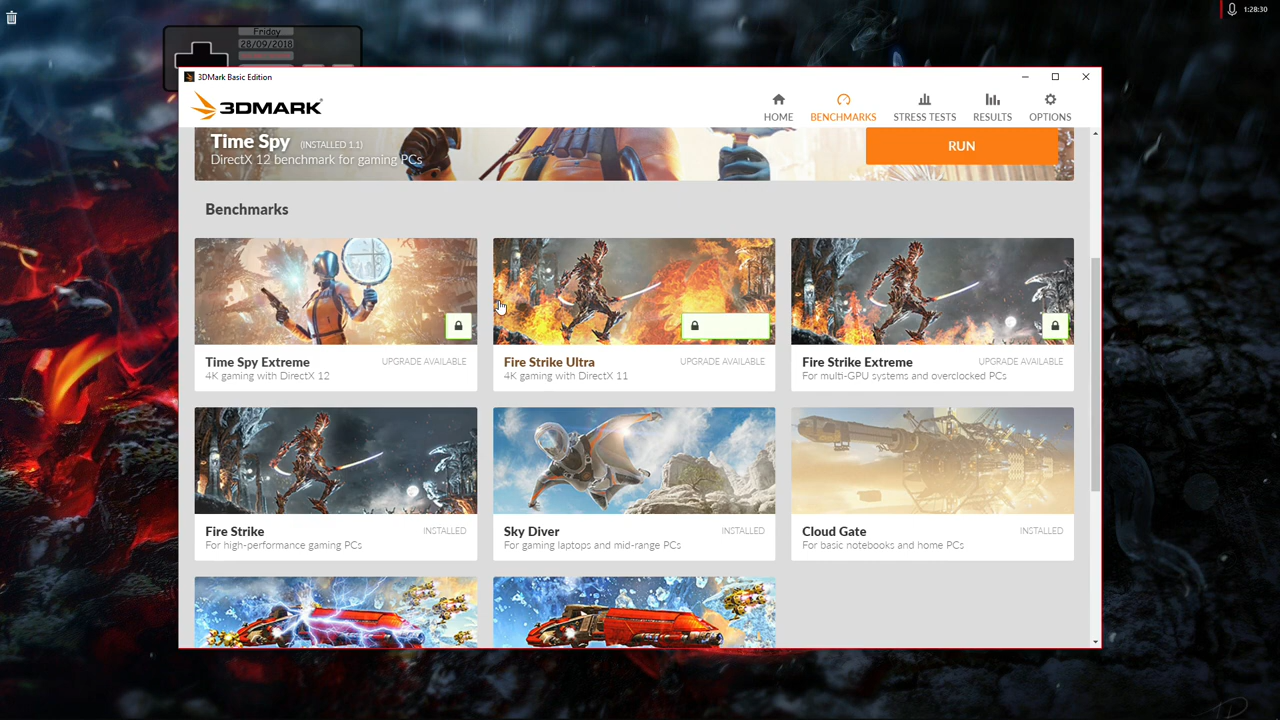 1:28:30
Friday
28/09/2018
3DMark Basic Edition
3DMARK
HOME
BENCHMARKS
STRESS TESTS
RESULTS
OPTIONS
Time Spy (INSTALLED 1.1)
DirectX 12 benchmark for gaming PCs
RUN
Benchmarks
Time Spy Extreme UPGRADE AVAILABLE
4K gaming with DirectX 12
Fire Strike Ultra UPGRADE AVAILABLE
4K gaming with DirectX 11
Fire Strike Extreme UPGRADE AVAILABLE
For multi-GPU systems and overclocked PCs
Fire Strike INSTALLED
For high-performance gaming PCs
Sky Diver INSTALLED
For gaming laptops and mid-range PCs
Cloud Gate INSTALLED
For basic notebooks and home PCs